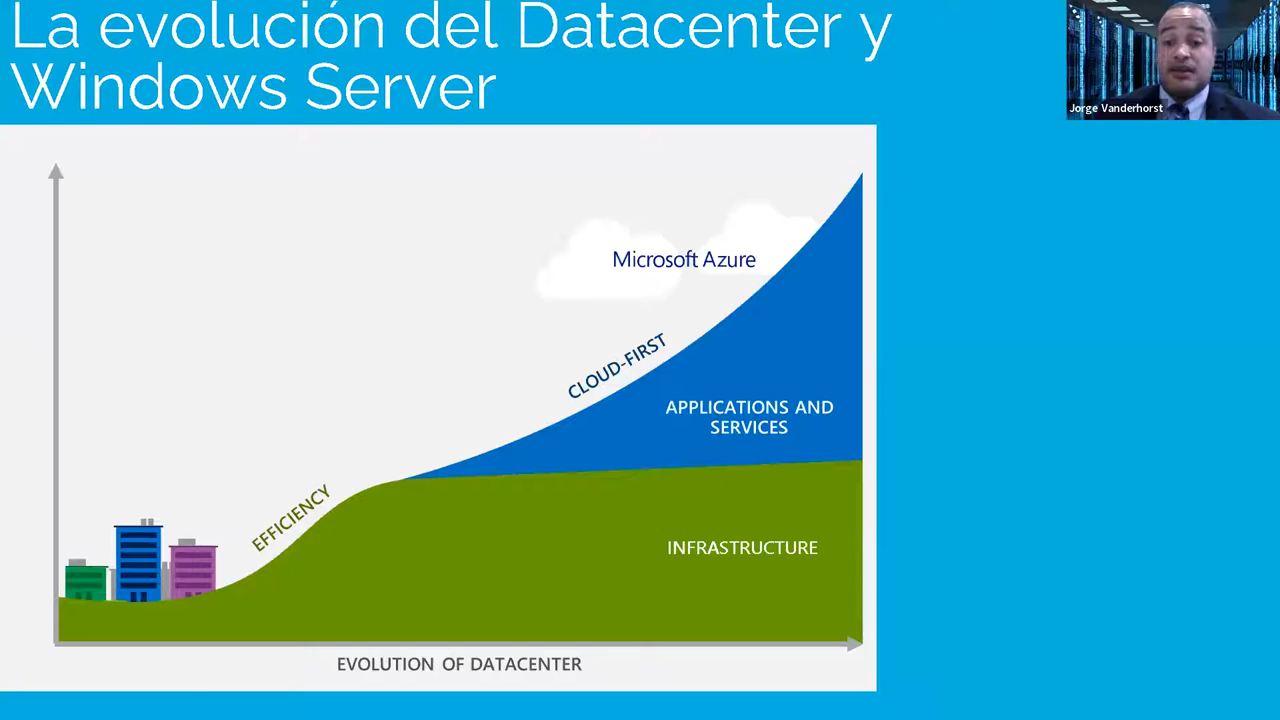 La evolución del Datacenter y
Windows Server
Jorge Vanderhorst
Microsoft Azure
CLOUD-FIRST
APPLICATIONS AND
SERVICES
EFFICIENCY
INFRASTRUCTURE
EVOLUTION OF DATACENTER